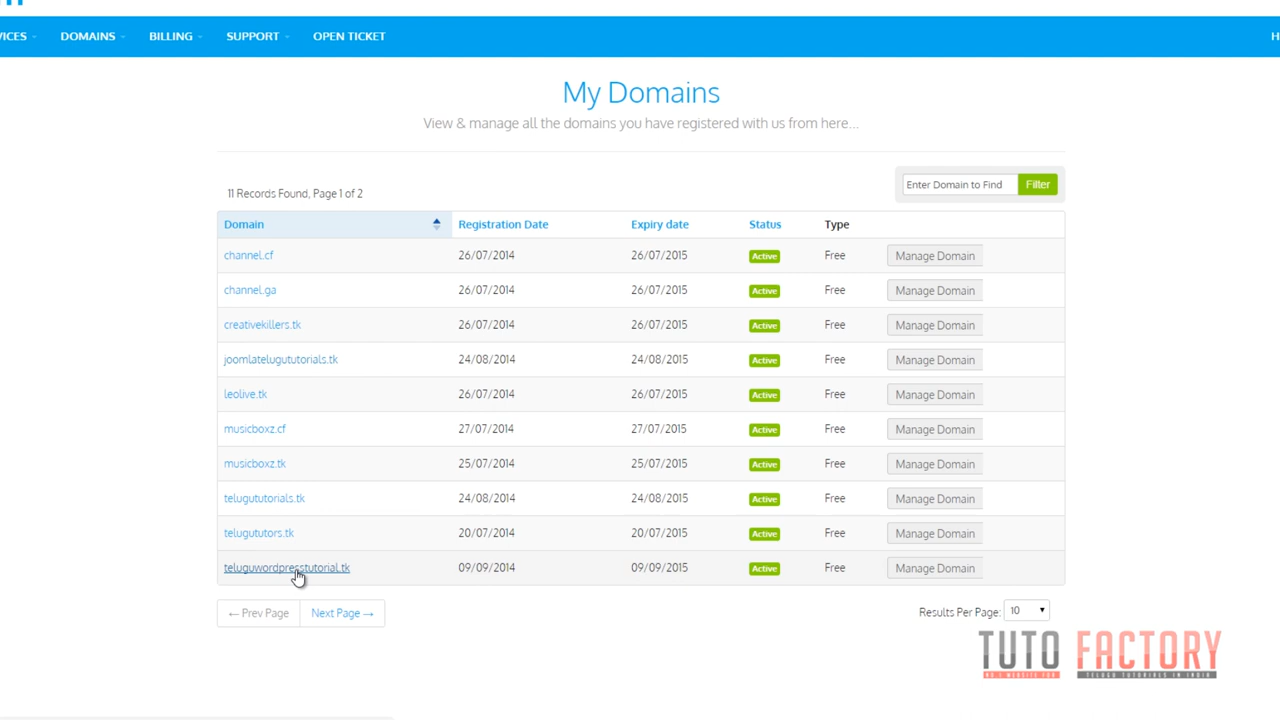 VICES DOMAINS BILLING SUPPORT OPEN TICKET H
My Domains
View & manage all the domains you have registered with us from here...
11 Records Found, Page 1 of 2
Enter Domain to Find Filter
Domain Registration Date Expiry date Status Type
channel.cf 26/07/2014 26/07/2015 Active Free Manage Domain
channel.ga 26/07/2014 26/07/2015 Active Free Manage Domain
creativekillers.tk 26/07/2014 26/07/2015 Active Free Manage Domain
joomlatelugututorials.tk 24/08/2014 24/08/2015 Active Free Manage Domain
leolive.tk 26/07/2014 26/07/2015 Active Free Manage Domain
musicboxz.cf 27/07/2014 27/07/2015 Active Free Manage Domain
musicboxz.tk 25/07/2014 25/07/2015 Active Free Manage Domain
telugututorials.tk 24/08/2014 24/08/2015 Active Free Manage Domain
telugututors.tk 20/07/2014 20/07/2015 Active Free Manage Domain
teluguwordpresstutorial.tk 09/09/2014 09/09/2015 Active Free Manage Domain
← Prev Page Next Page → Results Per Page: 10
TUTO FACTORY
NO.1 WEBSITE FOR TELUGU TUTORIALS IN INDIA